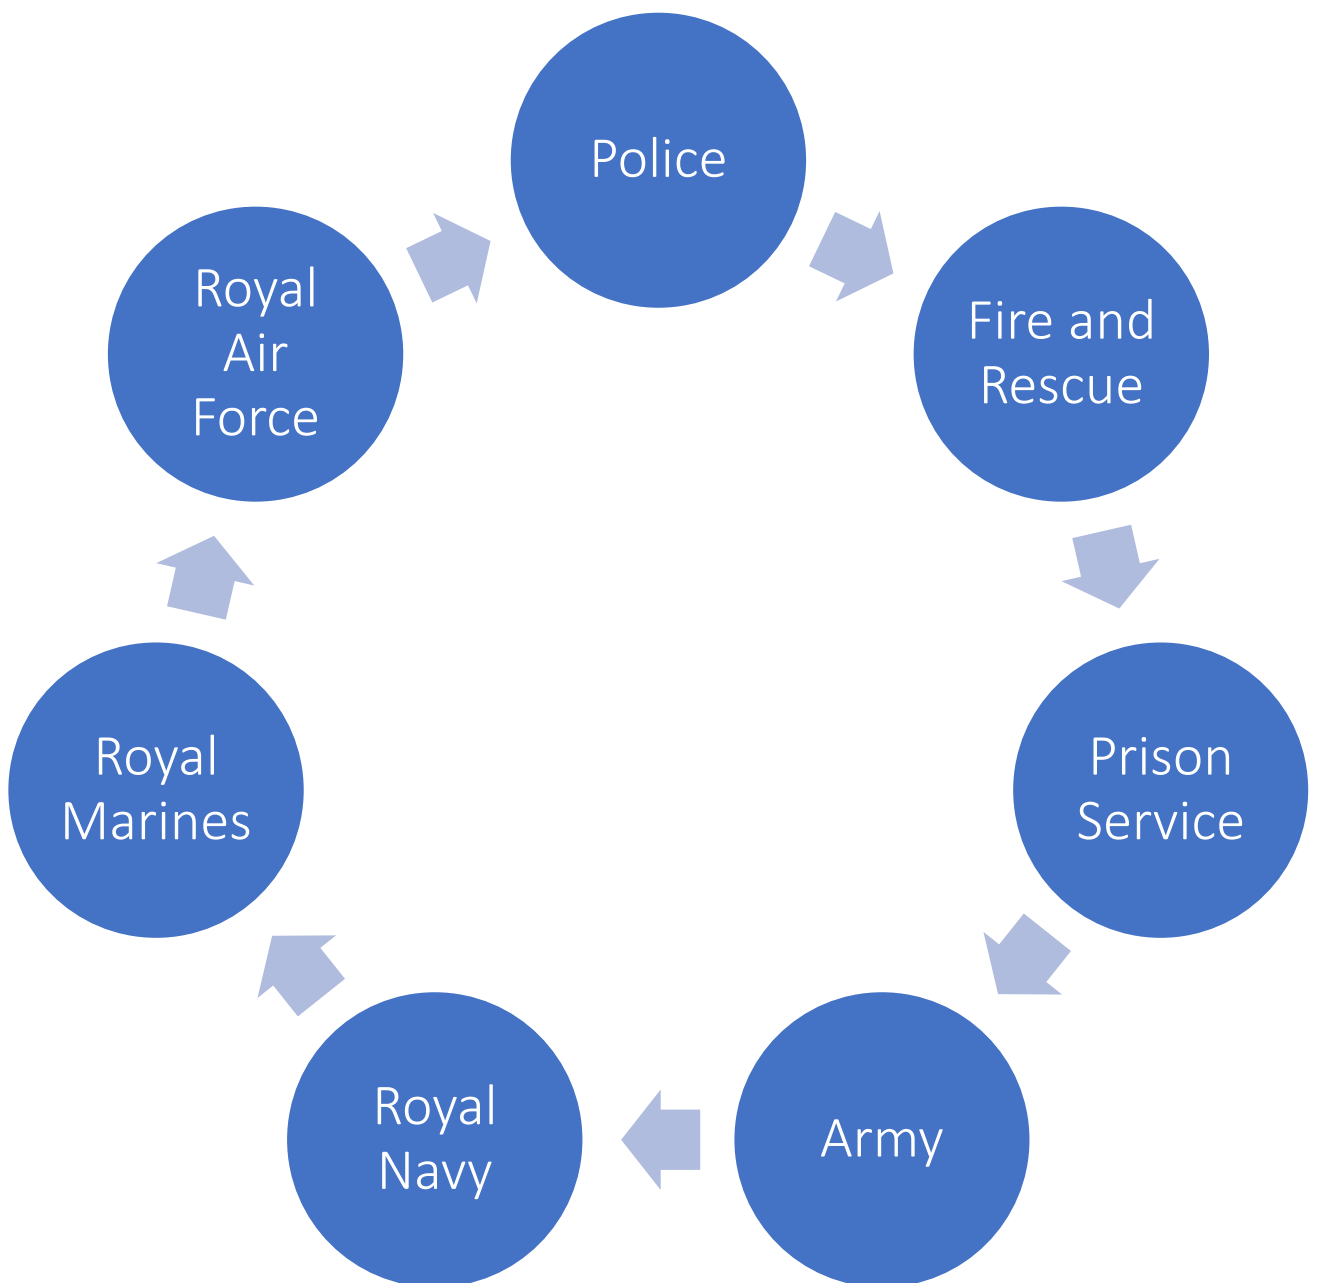 Police
Fire and
Rescue
Prison
Service
Army
Royal
Navy
Royal
Marines
Royal
Air
Force